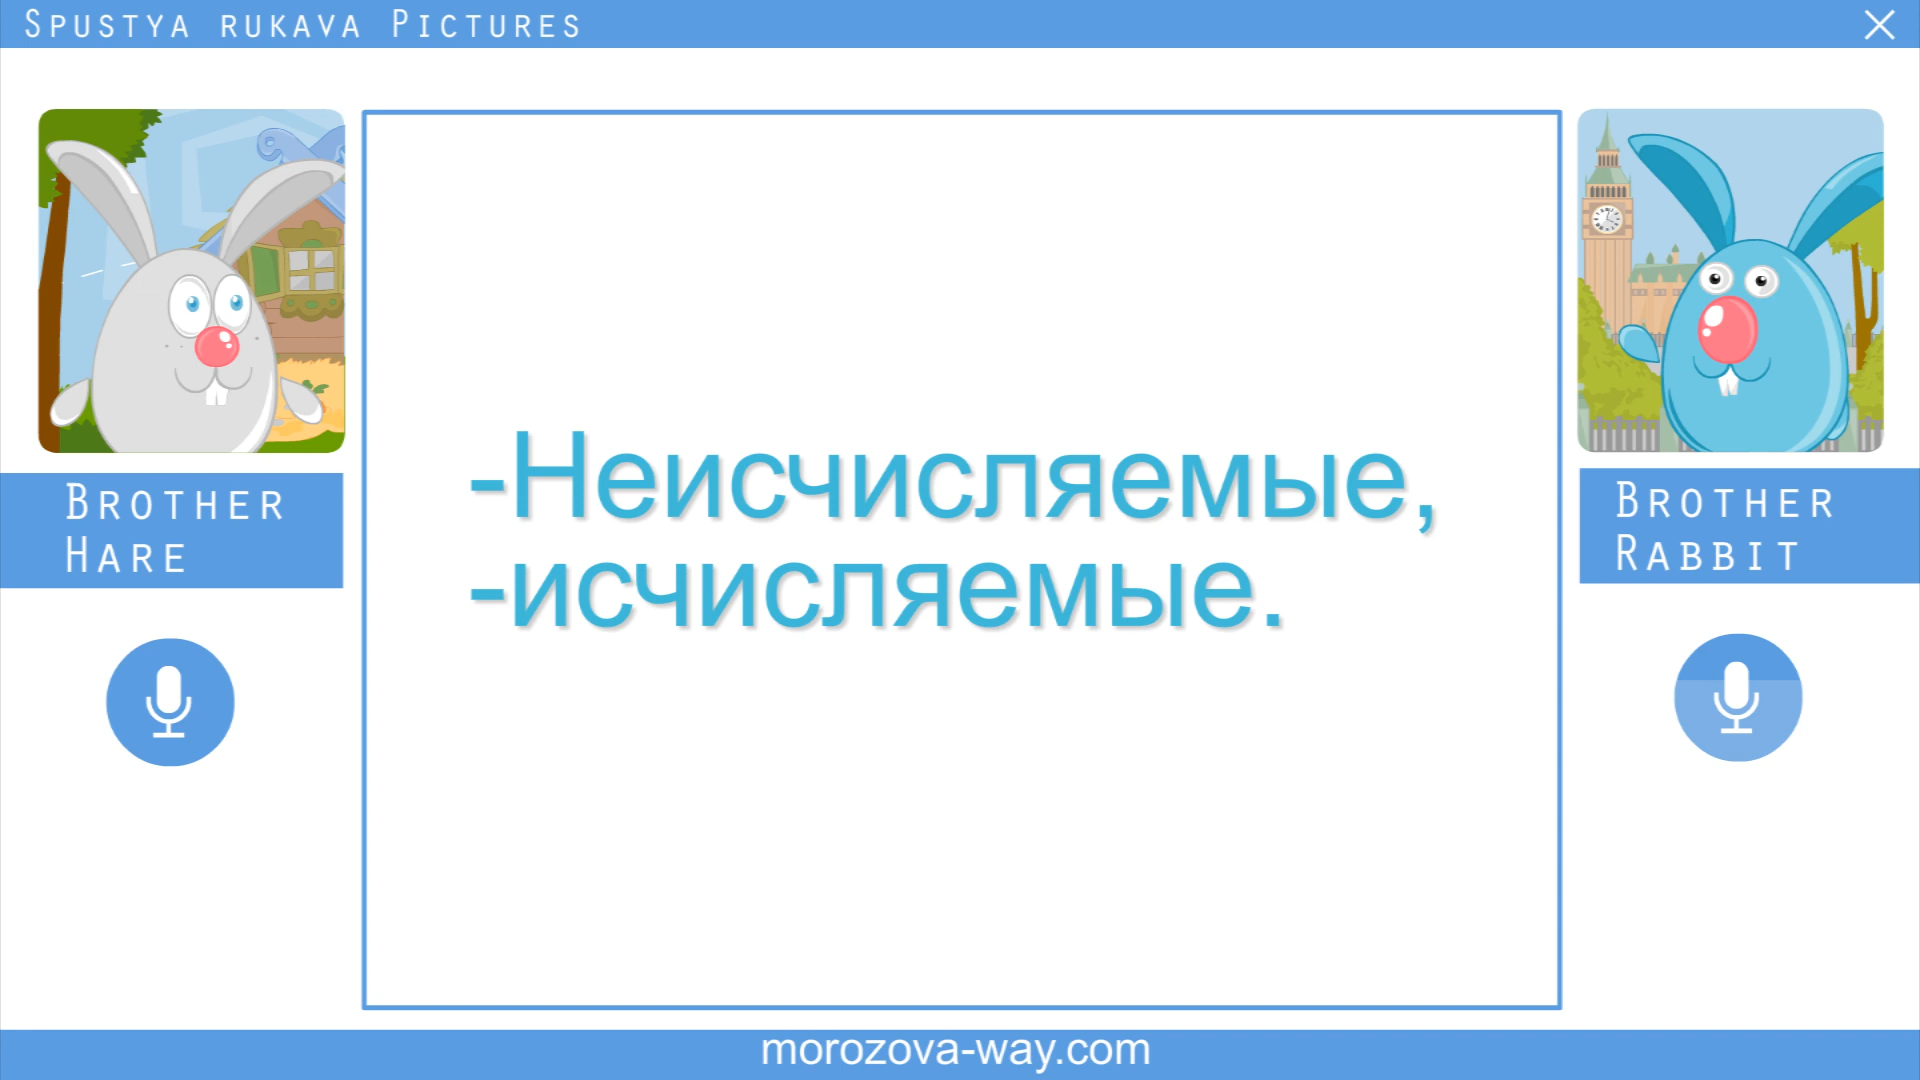 Spustya rukava Pictures
Brother
Hare
-Неисчисляемые,
-исчисляемые.
Brother
Rabbit
morozova-way.com